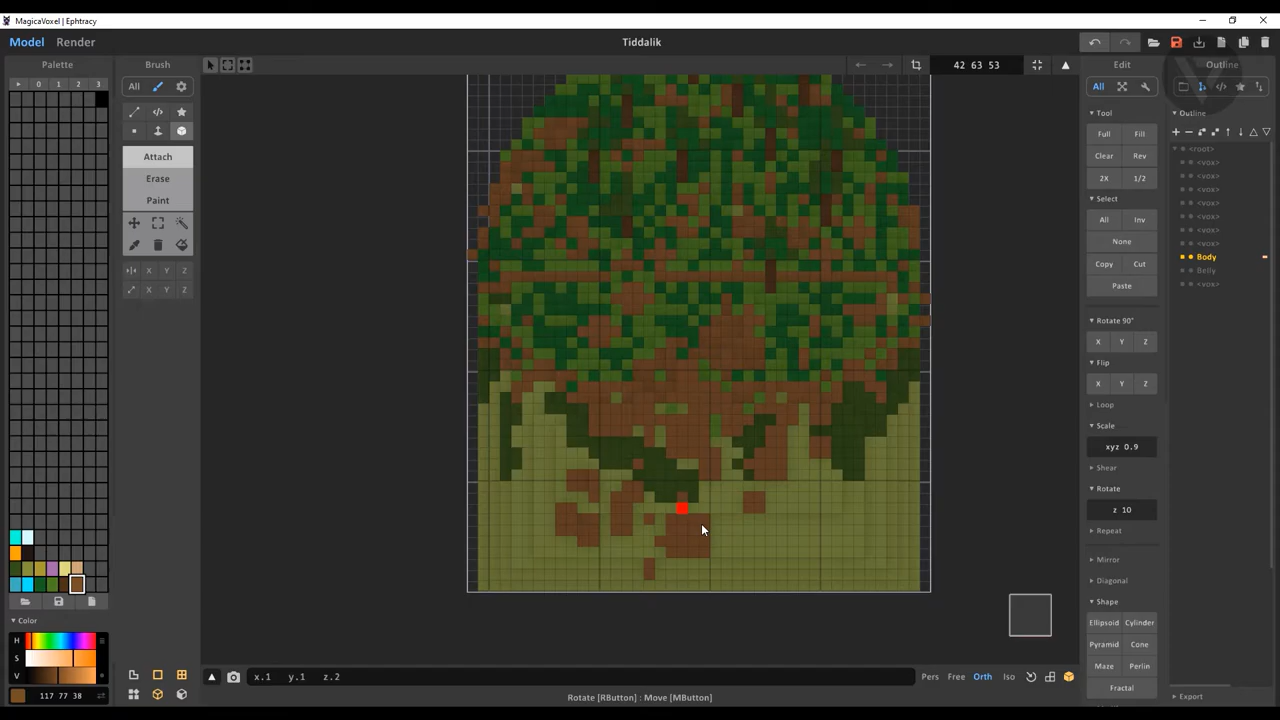 MagicaVoxel | Ephtracy
Model Render
Tiddalik
Palette
0 1 2 3
Brush
All
Attach
Erase
Paint
X Y Z
X Y Z
42 63 53
Edit
All
Tool
Full Fill
Clear Rev
2X 1/2
Select
All Inv
None
Copy Cut
Paste
Rotate 90°
X Y Z
Flip
X Y Z
Loop
Scale
xyz 0.9
Shear
Rotate
z 10
Repeat
Mirror
Diagonal
Shape
Ellipsoid Cylinder
Pyramid Cone
Maze Perlin
Fractal
Outline
Outline
<root>
<vox>
<vox>
<vox>
<vox>
<vox>
<vox>
<vox>
Body
Belly
<vox>
Export
Color
H
S
V
117 77 38
x.1 y.1 z.2
Pers Free Orth Iso
Rotate [RButton] : Move [MButton]